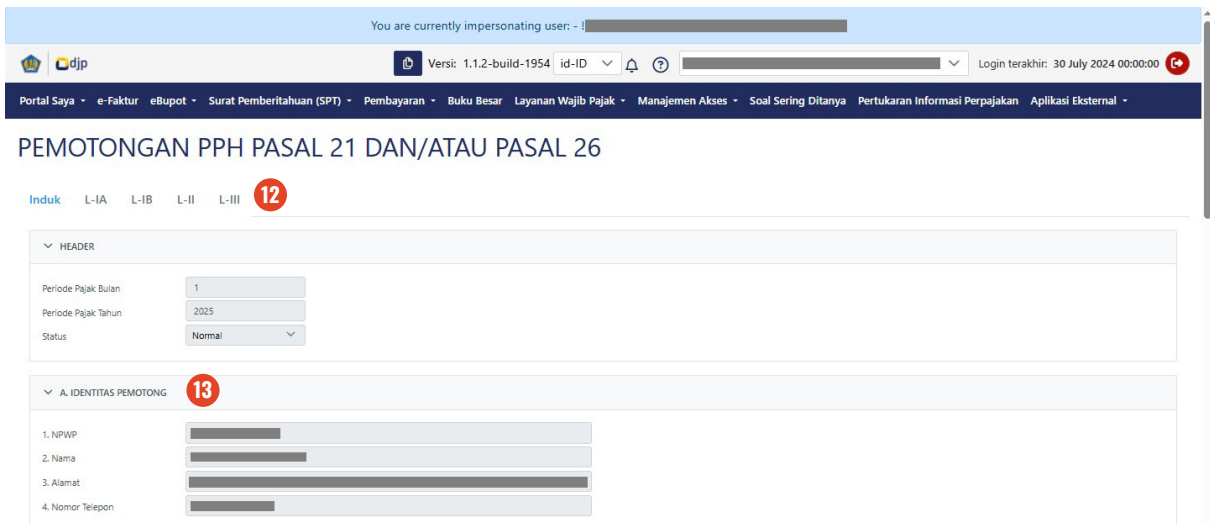 You are currently impersonating user: -
djp Versi: 1.1.2-build-1954 id-ID Login terakhir: 30 July 2024 00:00:00
Portal Saya e-Faktur eBupot Surat Pemberitahuan (SPT) Pembayaran Buku Besar Layanan Wajib Pajak Manajemen Akses Soal Sering Ditanya Pertukaran Informasi Perpajakan Aplikasi Eksternal
PEMOTONGAN PPH PASAL 21 DAN/ATAU PASAL 26
Induk L-IA L-IB L-II L-III 12
HEADER
Periode Pajak Bulan 1
Periode Pajak Tahun 2025
Status Normal
A. IDENTITAS PEMOTONG 13
1. NPWP
2. Nama
3. Alamat
4. Nomor Telepon